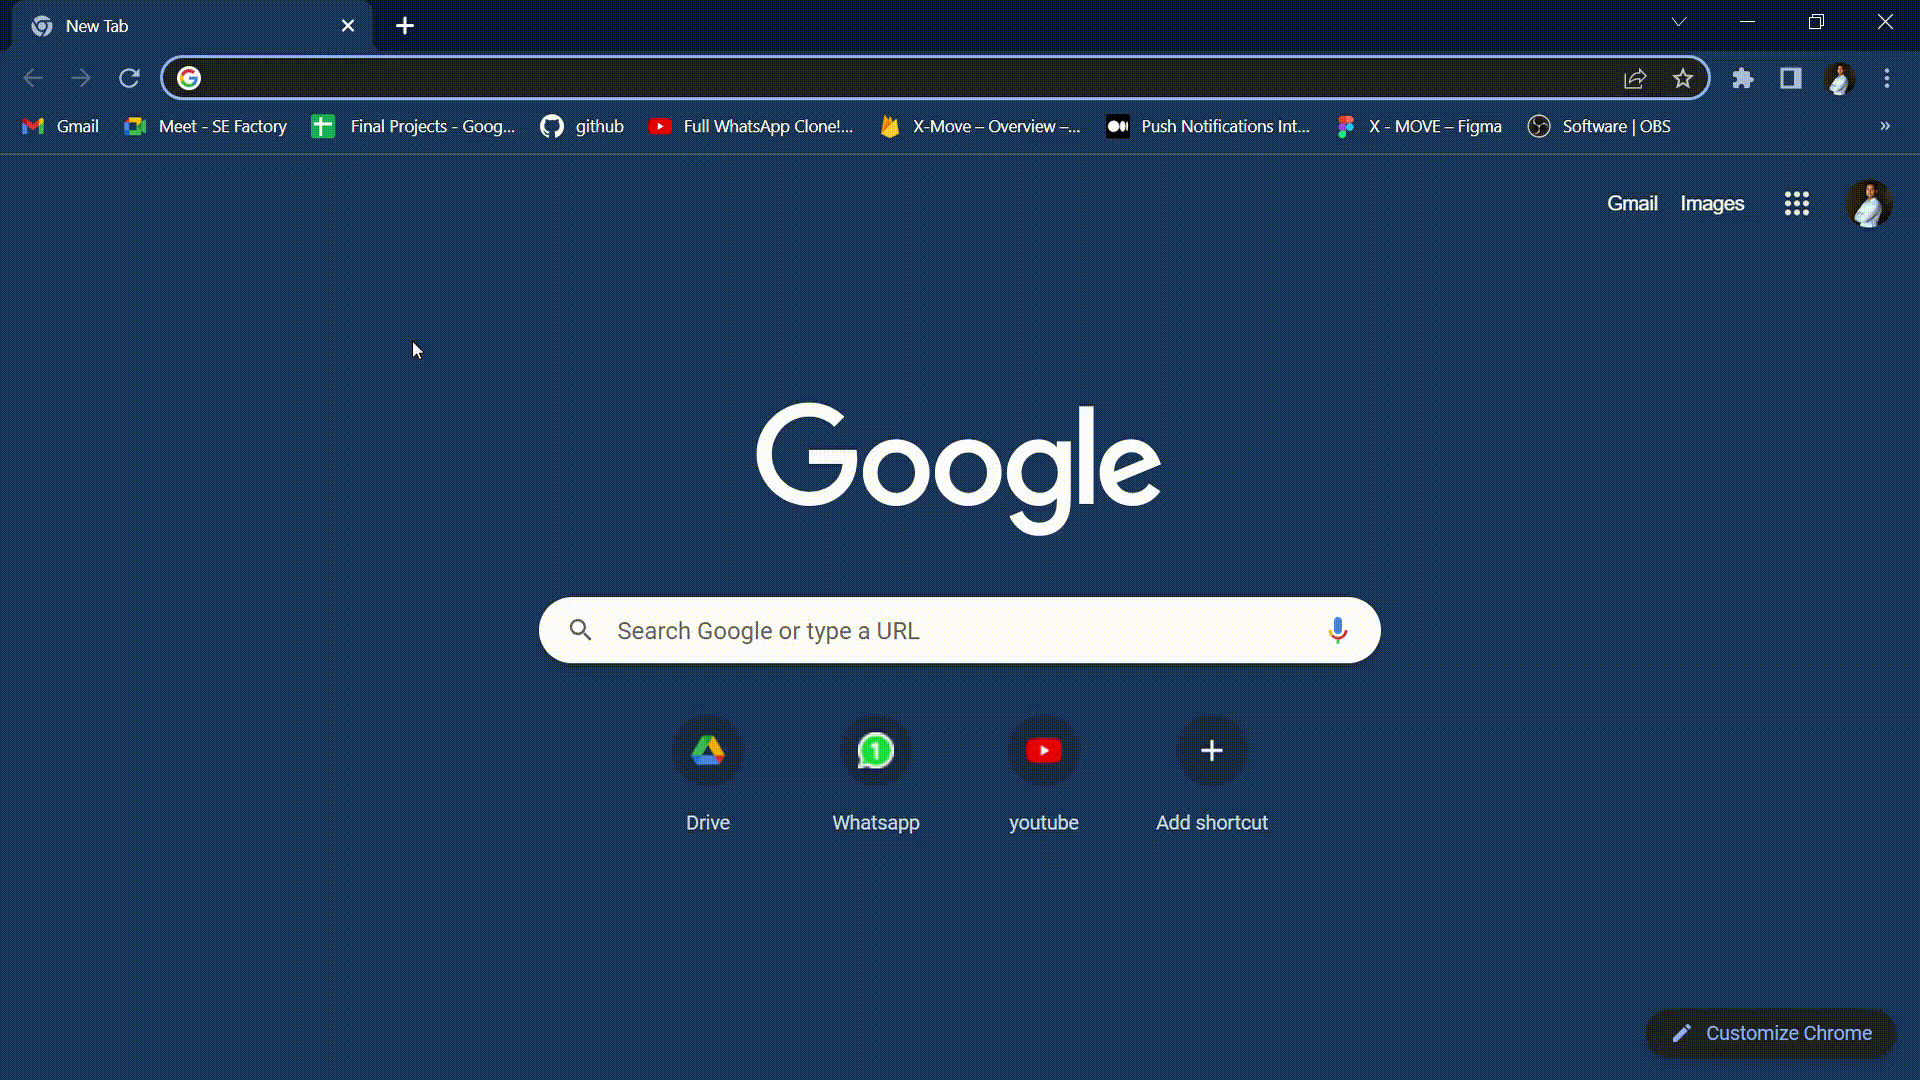 New Tab
Gmail Meet - SE Factory Final Projects - Goog... github Full WhatsApp Clone!... X-Move – Overview –... Push Notifications Int... X - MOVE – Figma Software | OBS »
Gmail Images
Google
Search Google or type a URL
1
Drive Whatsapp youtube Add shortcut
Customize Chrome